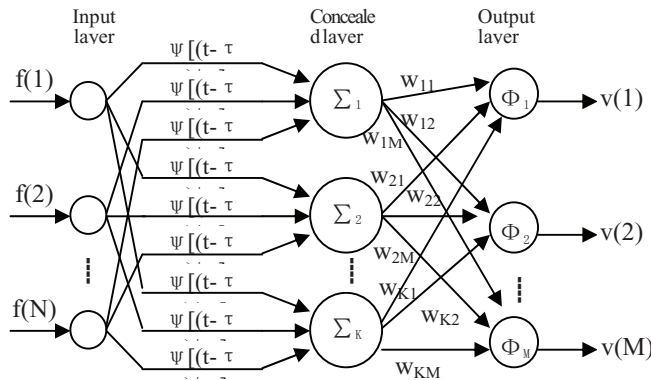 Input
layer
Conceale
d layer
Output
layer
f(1)
f(2)
f(N)
Ψ[(t- τ
Ψ[(t- τ
Ψ[(t- τ
Ψ[(t- τ
Ψ[(t- τ
Ψ[(t- τ
Ψ[(t- τ
Ψ[(t- τ
Ψ[(t- τ
Σ1
Σ2
ΣK
w11
w12
w1M
w21
w22
w2M
wK1
wK2
wKM
Φ1
Φ2
ΦM
v(1)
v(2)
v(M)